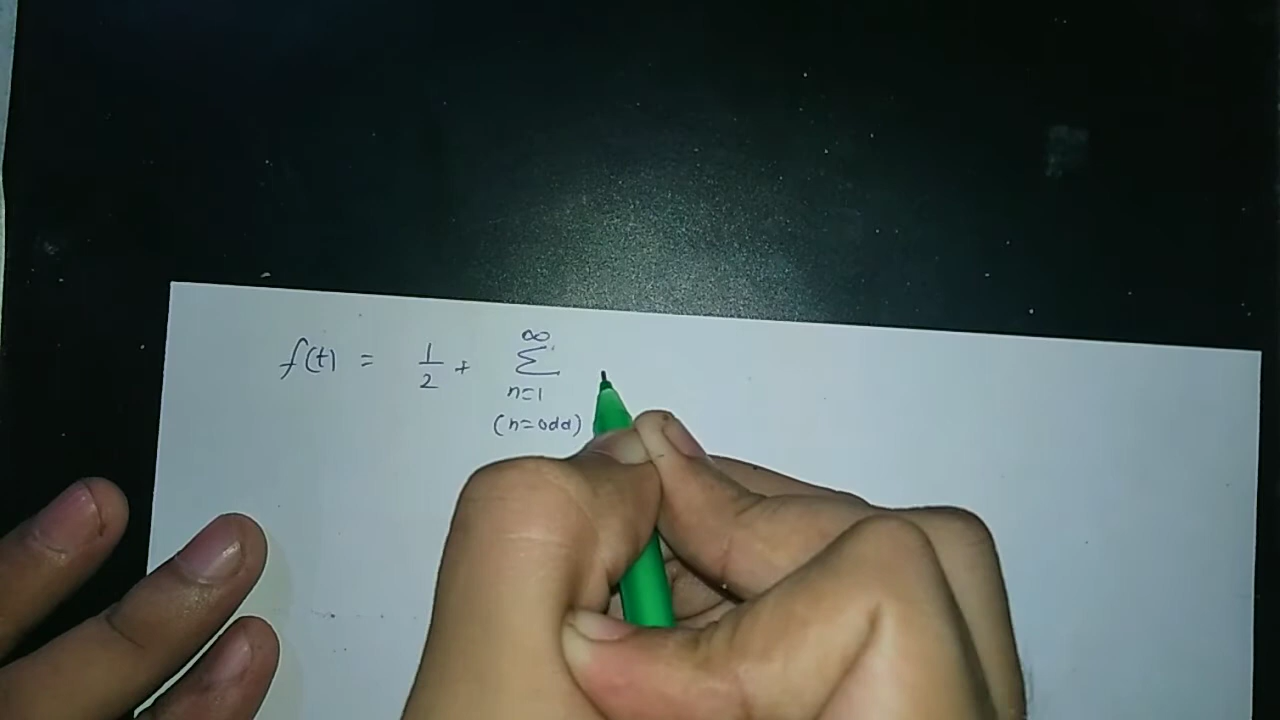 f(t) = 1/2 + ∞ Σ n=1
(n=odd)